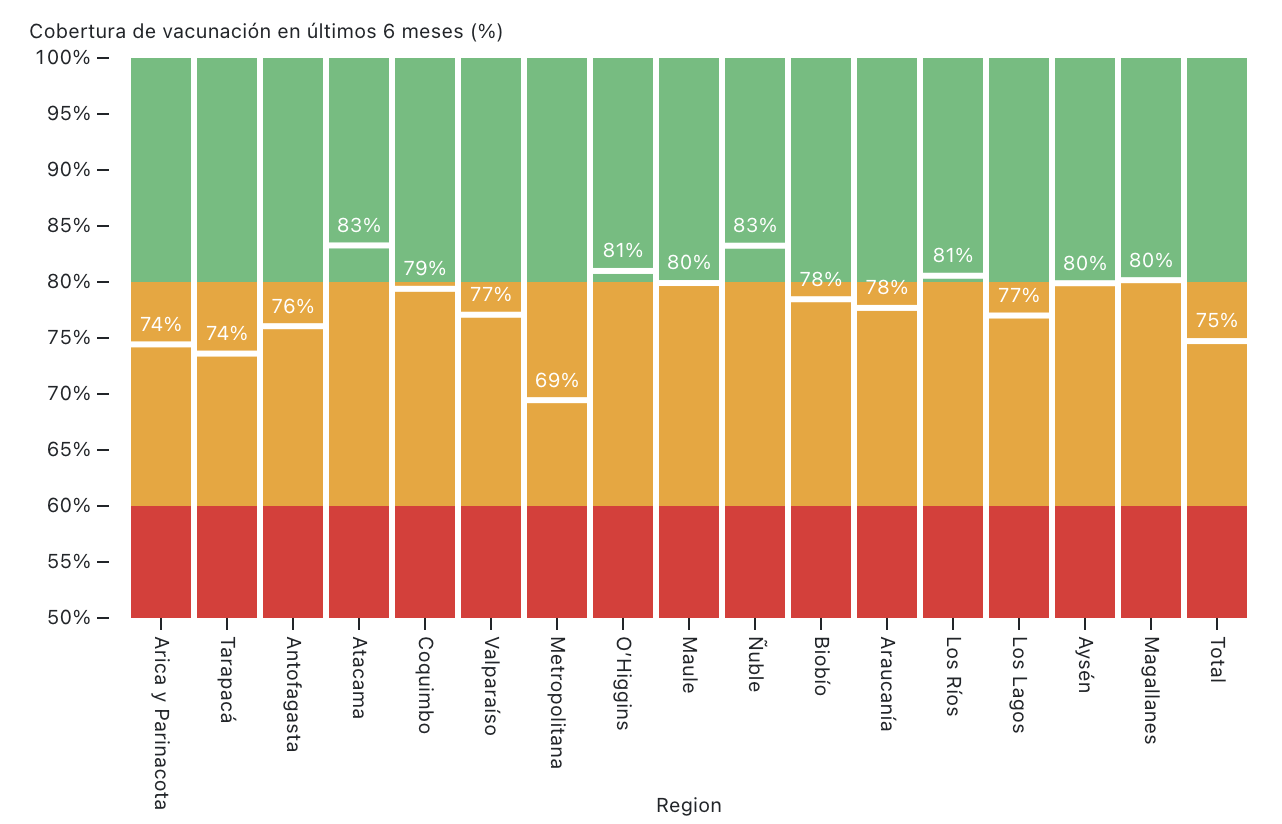 Cobertura de vacunación en últimos 6 meses (%)
100%
95%
90%
85%
80%
75%
70%
65%
60%
55%
50%
74%
74%
76%
83%
79%
77%
69%
81%
80%
83%
78%
78%
81%
77%
80%
80%
75%
Arica y Parinacota
Tarapacá
Antofagasta
Atacama
Coquimbo
Valparaíso
Metropolitana
O'Higgins
Maule
Ñuble
Biobío
Araucanía
Los Ríos
Los Lagos
Aysén
Magallanes
Total
Region